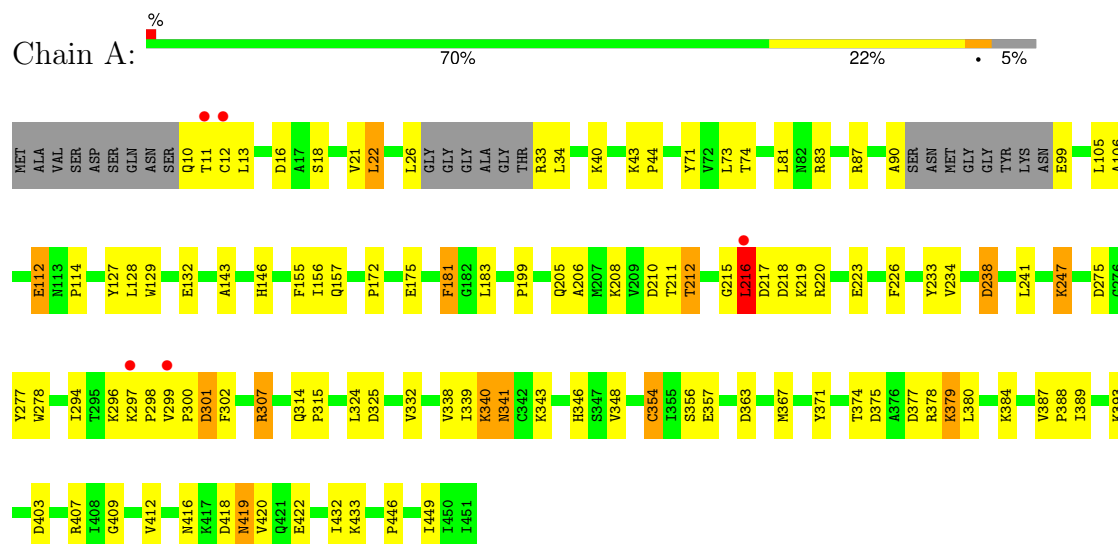 %
Chain A:
70% 22% • 5%
MET ALA VAL SER ASP SER GLN ASN SER Q10 T11 C12 L13 D16 A17 S18 V21 L22 L26 GLY GLY GLY ALA GLY THR R33 L34 K40 K43 P44 Y71 V72 L73 T74 L81 N82 R83 R87 A90 SER ASN MET GLY GLY TYR LYS ASN E99 L105 A106
E112 N113 P114 Y127 L128 W129 E132 A143 H146 F155 I156 Q157 P172 E175 F181 G182 L183 P199 Q205 A206 M207 K208 V209 D210 T211 T212 G215 L216 D217 D218 K219 R220 E223 F226 Y233 V234 D238 L241 K247 D275 G276
Y277 W278 I294 T295 K296 K297 P298 V299 P300 D301 F302 R307 Q314 P315 L324 D325 V332 V338 I339 K340 N341 C342 K343 H346 S347 V348 C354 I355 S356 E357 D363 M367 Y371 T374 D375 A376 D377 R378 K379 L380 K384 V387 P388 I389
D403 R407 I408 G409 V412 N416 K417 D418 N419 V420 Q421 E422 I432 K433 P446 I449 I450 I451